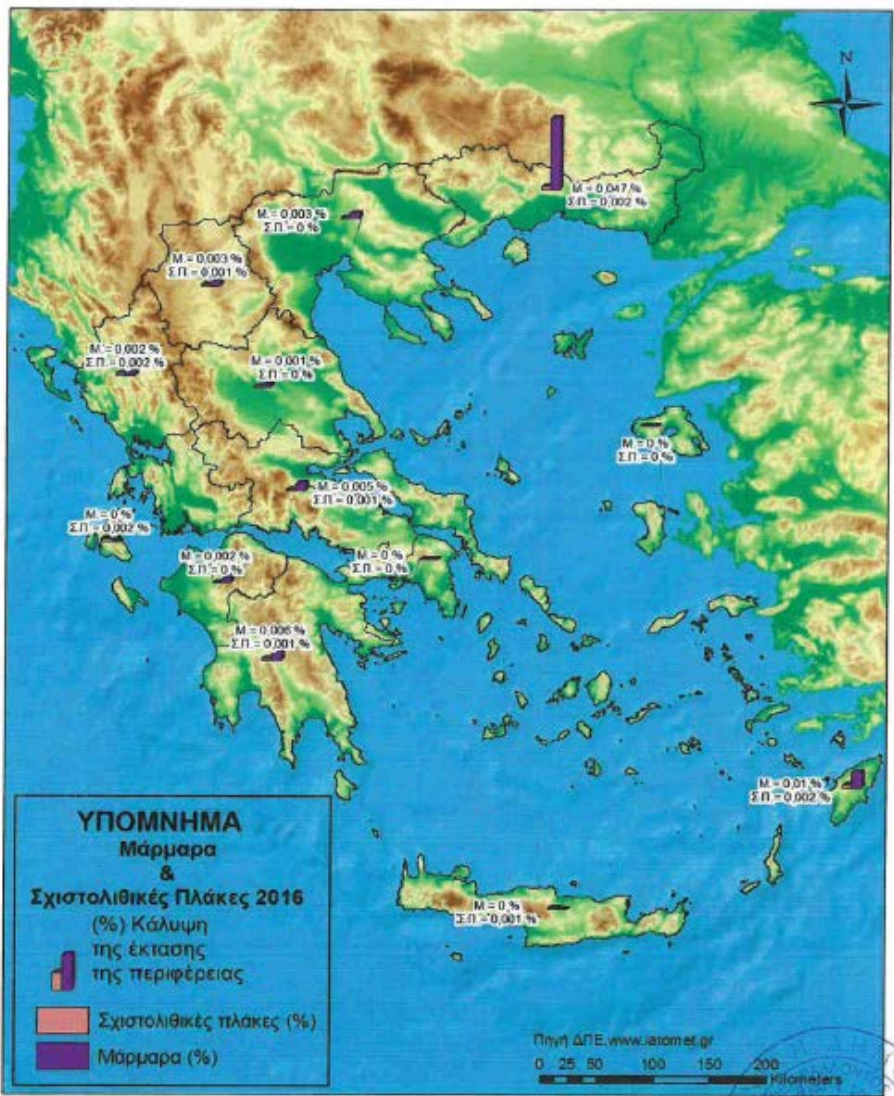 N
Μ. = 0,047 %
Σ.Π. = 0,002 %
Μ. = 0,003 %
Σ.Π. = 0 %
Μ. = 0,003 %
Σ.Π. = 0,001 %
Μ. = 0,002 %
Σ.Π. = 0,002 %
Μ. = 0,001 %
Σ.Π. = 0 %
Μ. = 0 %
Σ.Π. = 0 %
Μ. = 0,005 %
Σ.Π. = 0,001 %
Μ. = 0 %
Σ.Π. = 0,002 %
Μ. = 0,002 %
Σ.Π. = 0 %
Μ. = 0 %
Σ.Π. = 0 %
Μ. = 0,006 %
Σ.Π. = 0,001 %
Μ. = 0,01 %
Σ.Π. = 0,002 %
Μ. = 0 %
Σ.Π. = 0,001 %
ΥΠΟΜΝΗΜΑ
Μάρμαρα
&
Σχιστολιθικές Πλάκες 2016
(%) Κάλυψη
της έκτασης
της περιφέρειας
Σχιστολιθικές πλάκες (%)
Μάρμαρα (%)
Πηγή ΔΠΕ, www.latomet.gr
0 25 50 100 150 200
Kilometers